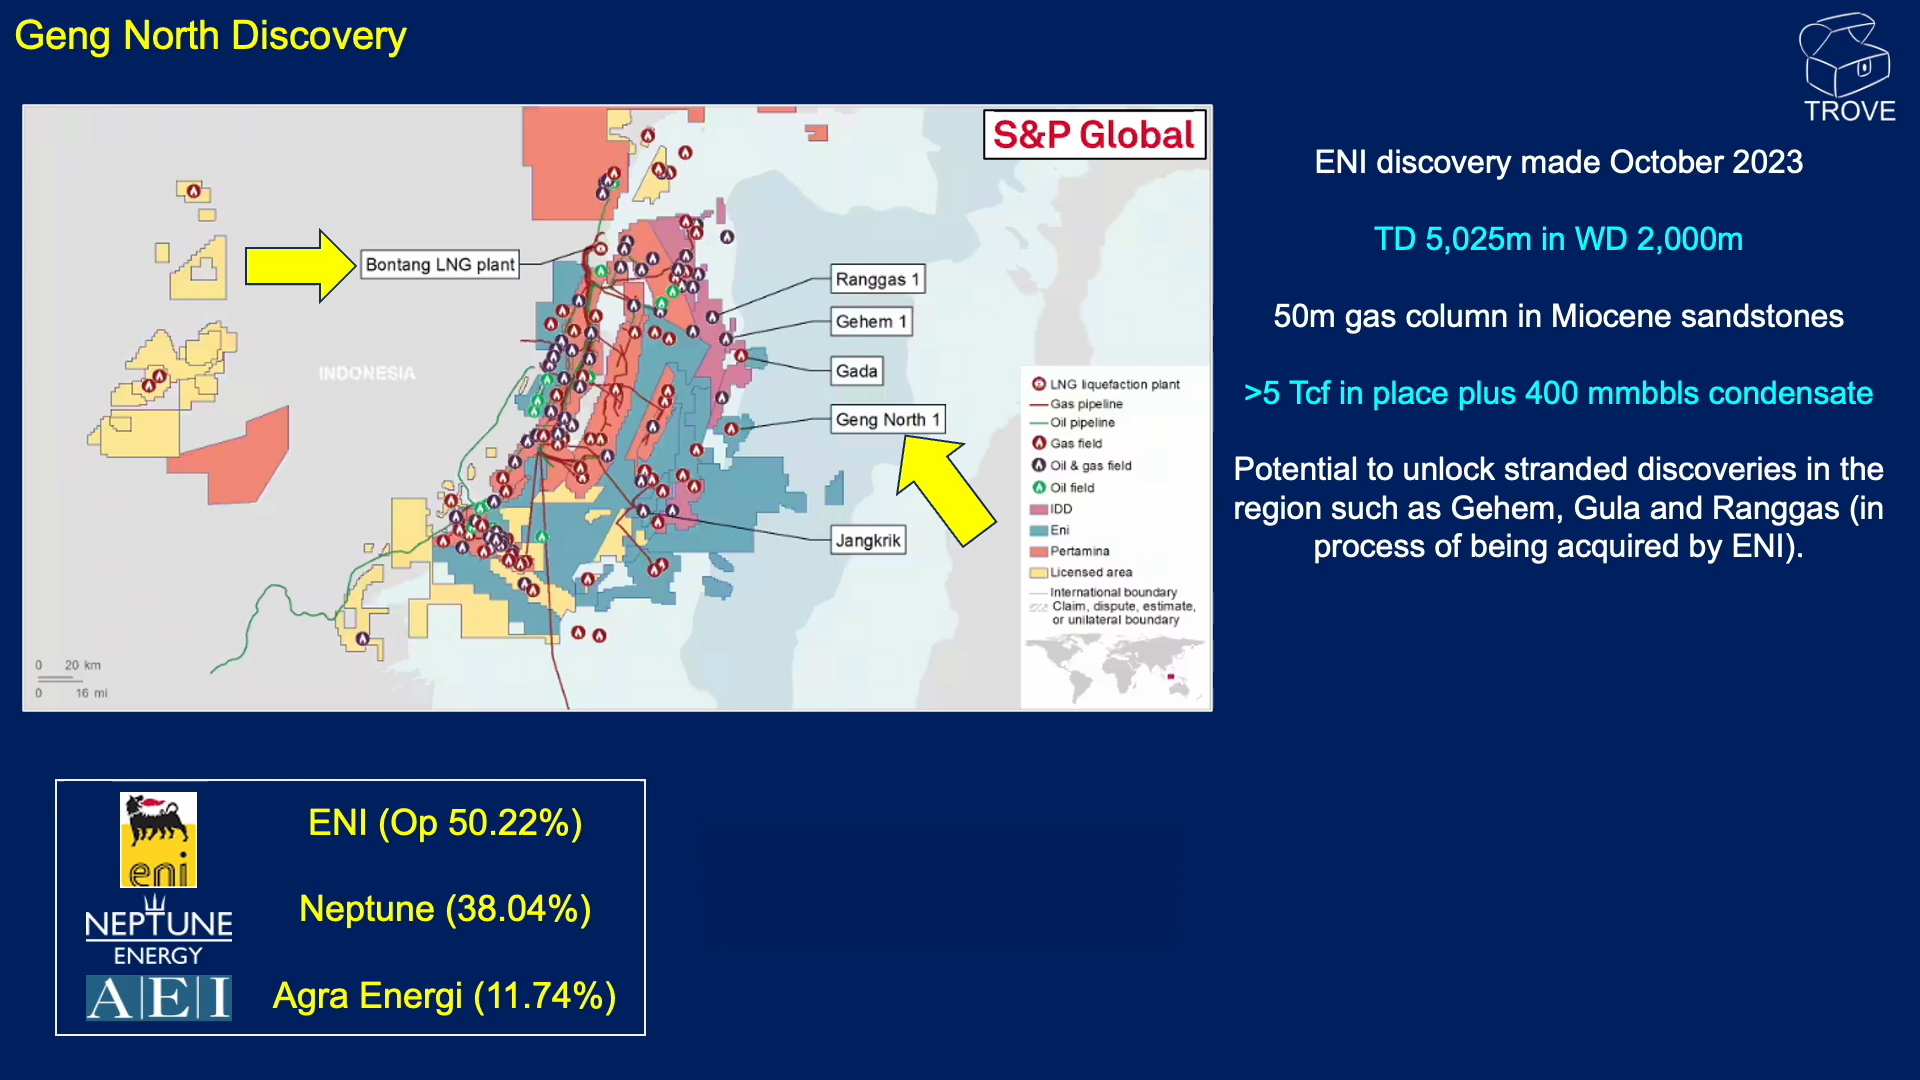 Geng North Discovery
TROVE
S&P Global
Bontang LNG plant
INDONESIA
Ranggas 1
Gehem 1
Gada
Geng North 1
Jangkrik
LNG liquefaction plant
Gas pipeline
Oil pipeline
Gas field
Oil & gas field
Oil field
IDD
Eni
Pertamina
Licensed area
International boundary
Claim, dispute, estimate,
or unilateral boundary
0 20 km
0 16 mi
ENI discovery made October 2023
TD 5,025m in WD 2,000m
50m gas column in Miocene sandstones
>5 Tcf in place plus 400 mmbbls condensate
Potential to unlock stranded discoveries in the
region such as Gehem, Gula and Ranggas (in
process of being acquired by ENI).
eni
ENI (Op 50.22%)
NEPTUNE
ENERGY
Neptune (38.04%)
AEI
Agra Energi (11.74%)